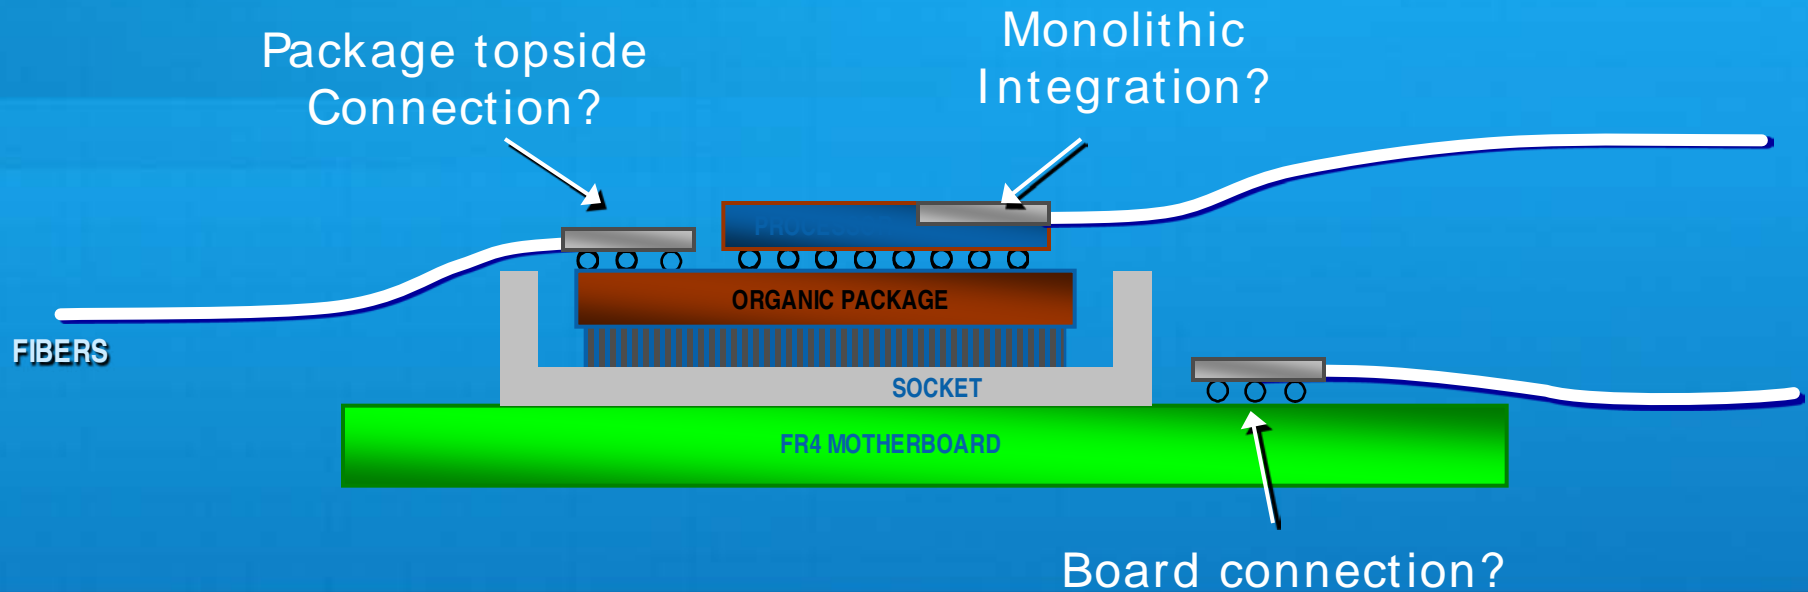 Package topside
Connection?
Monolithic
Integration?
ORGANIC PACKAGE
FIBERS
SOCKET
FR4 MOTHERBOARD
Board connection?